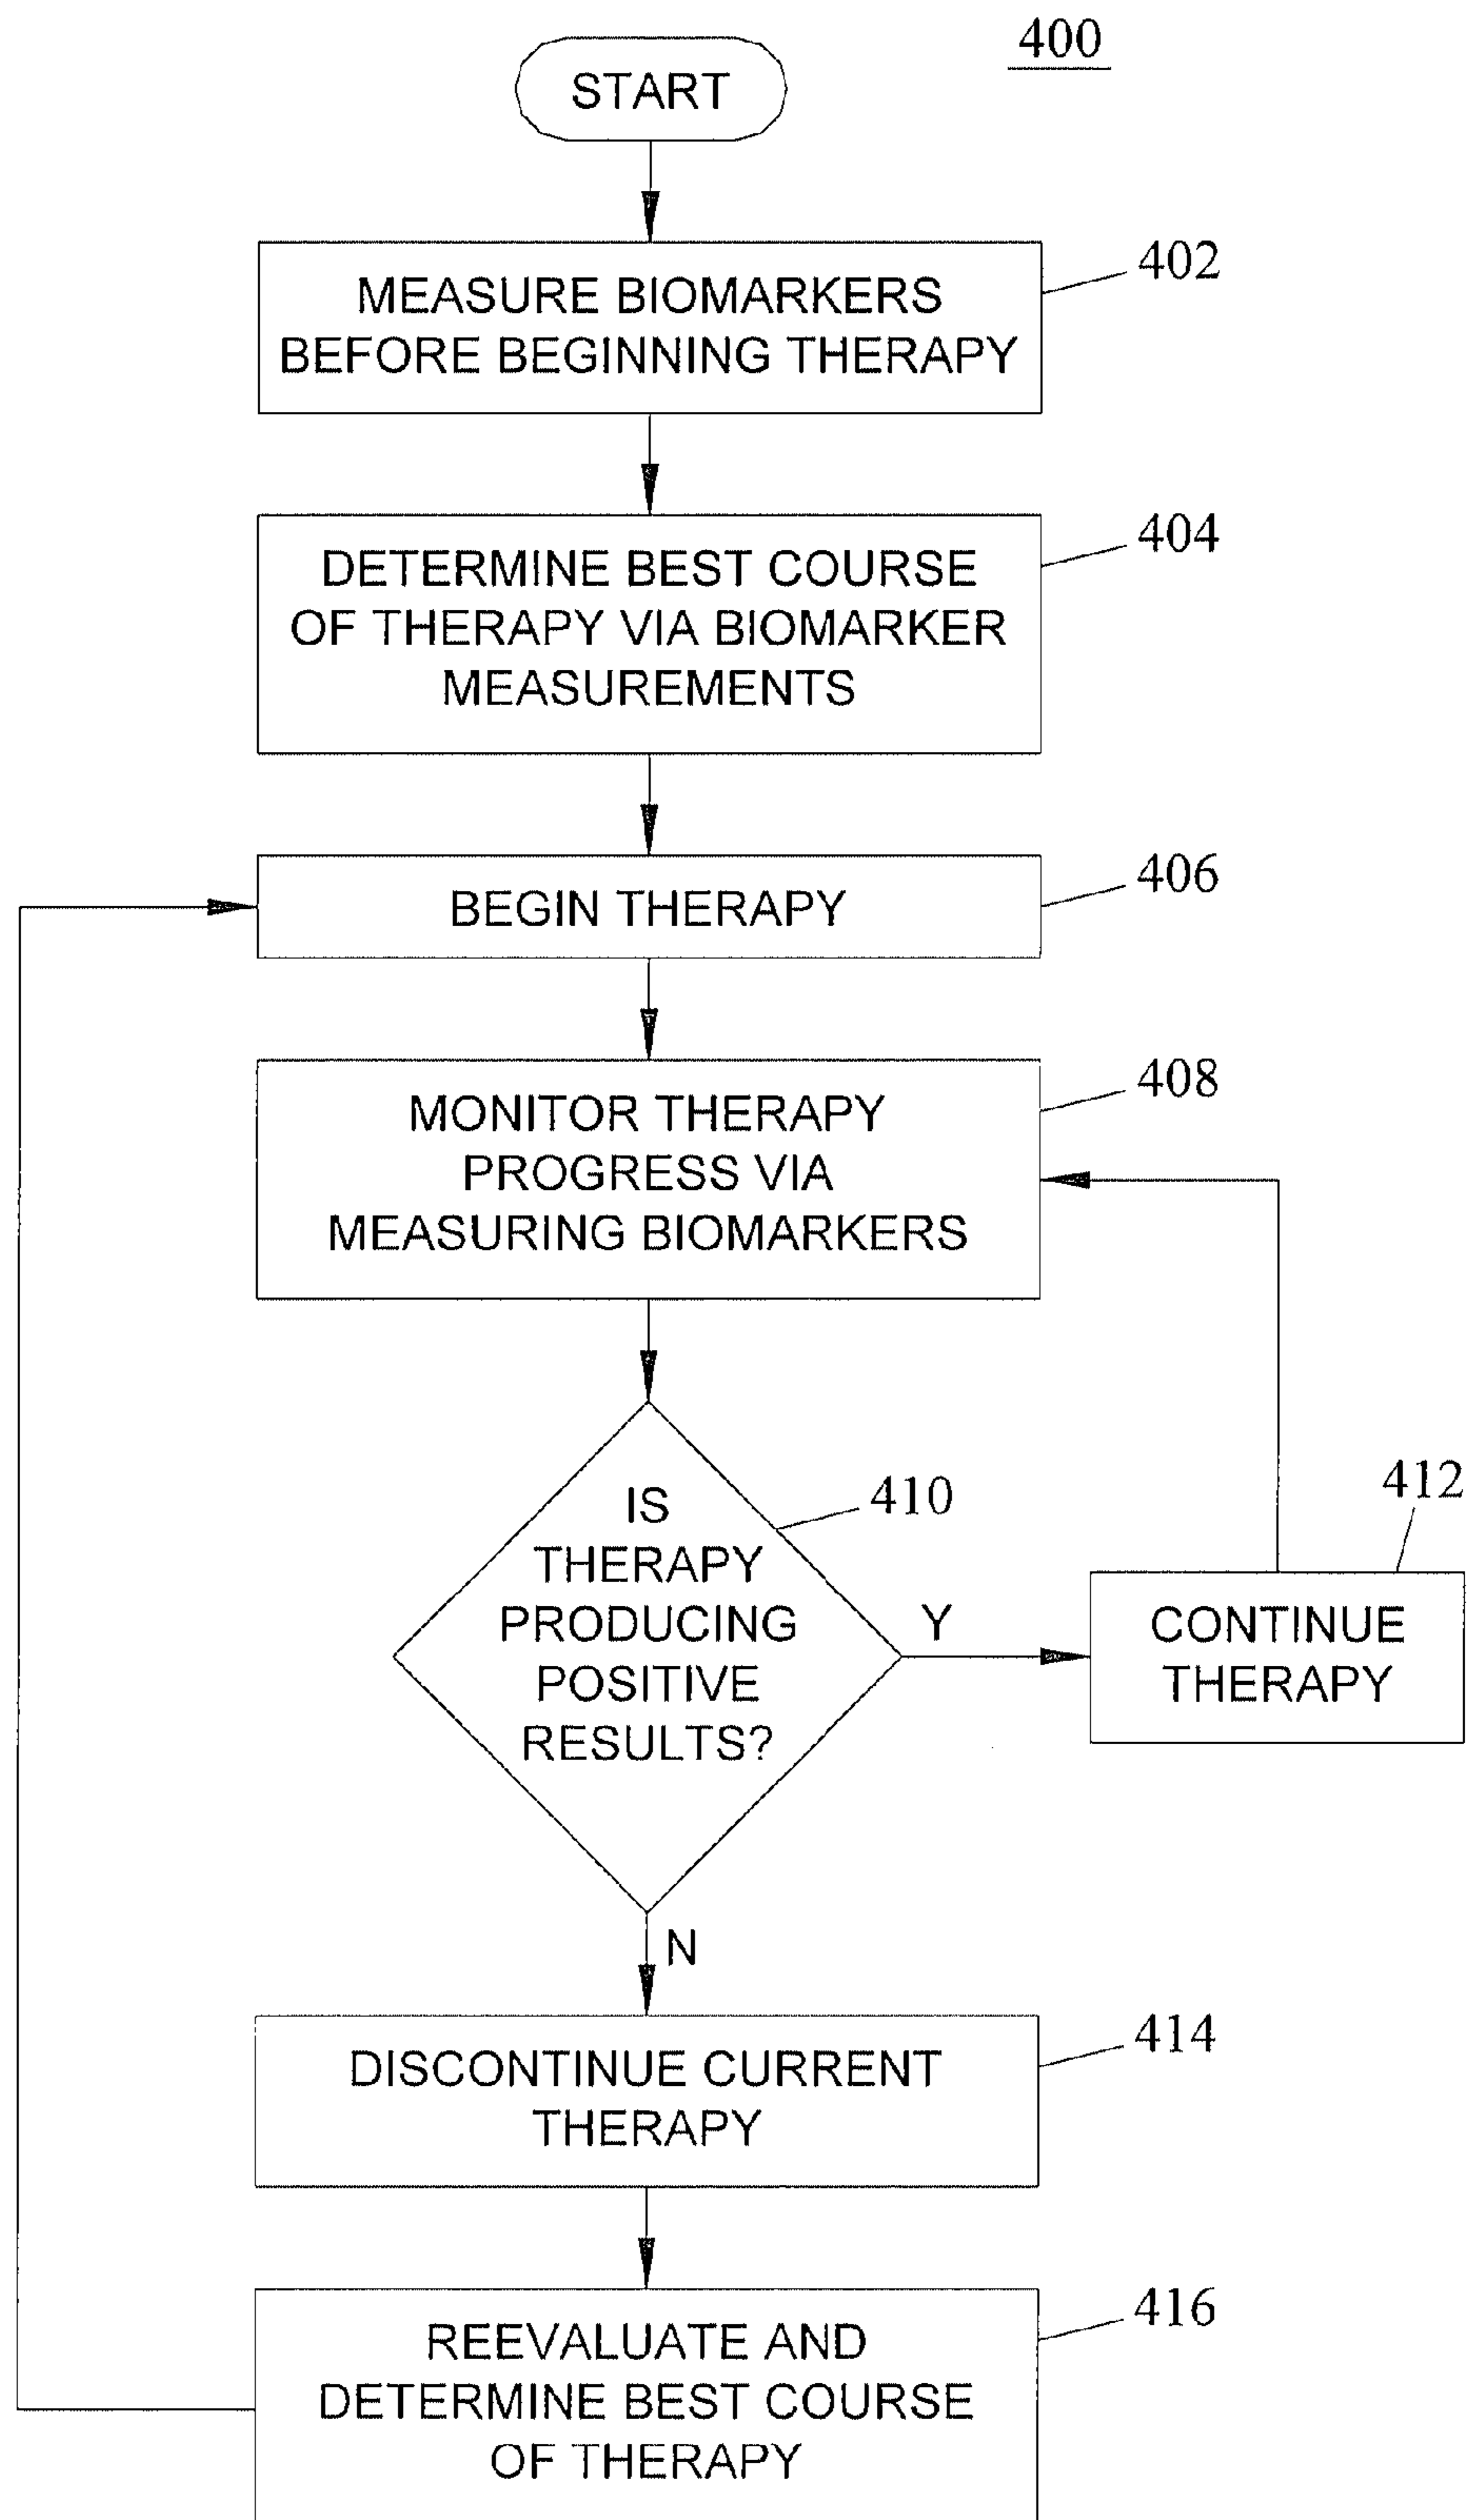 400
START
402
MEASURE BIOMARKERS
BEFORE BEGINNING THERAPY
404
DETERMINE BEST COURSE
OF THERAPY VIA BIOMARKER
MEASUREMENTS
406
BEGIN THERAPY
408
MONITOR THERAPY
PROGRESS VIA
MEASURING BIOMARKERS
410
IS
THERAPY
PRODUCING
POSITIVE
RESULTS?
Y
412
CONTINUE
THERAPY
N
414
DISCONTINUE CURRENT
THERAPY
416
REEVALUATE AND
DETERMINE BEST COURSE
OF THERAPY